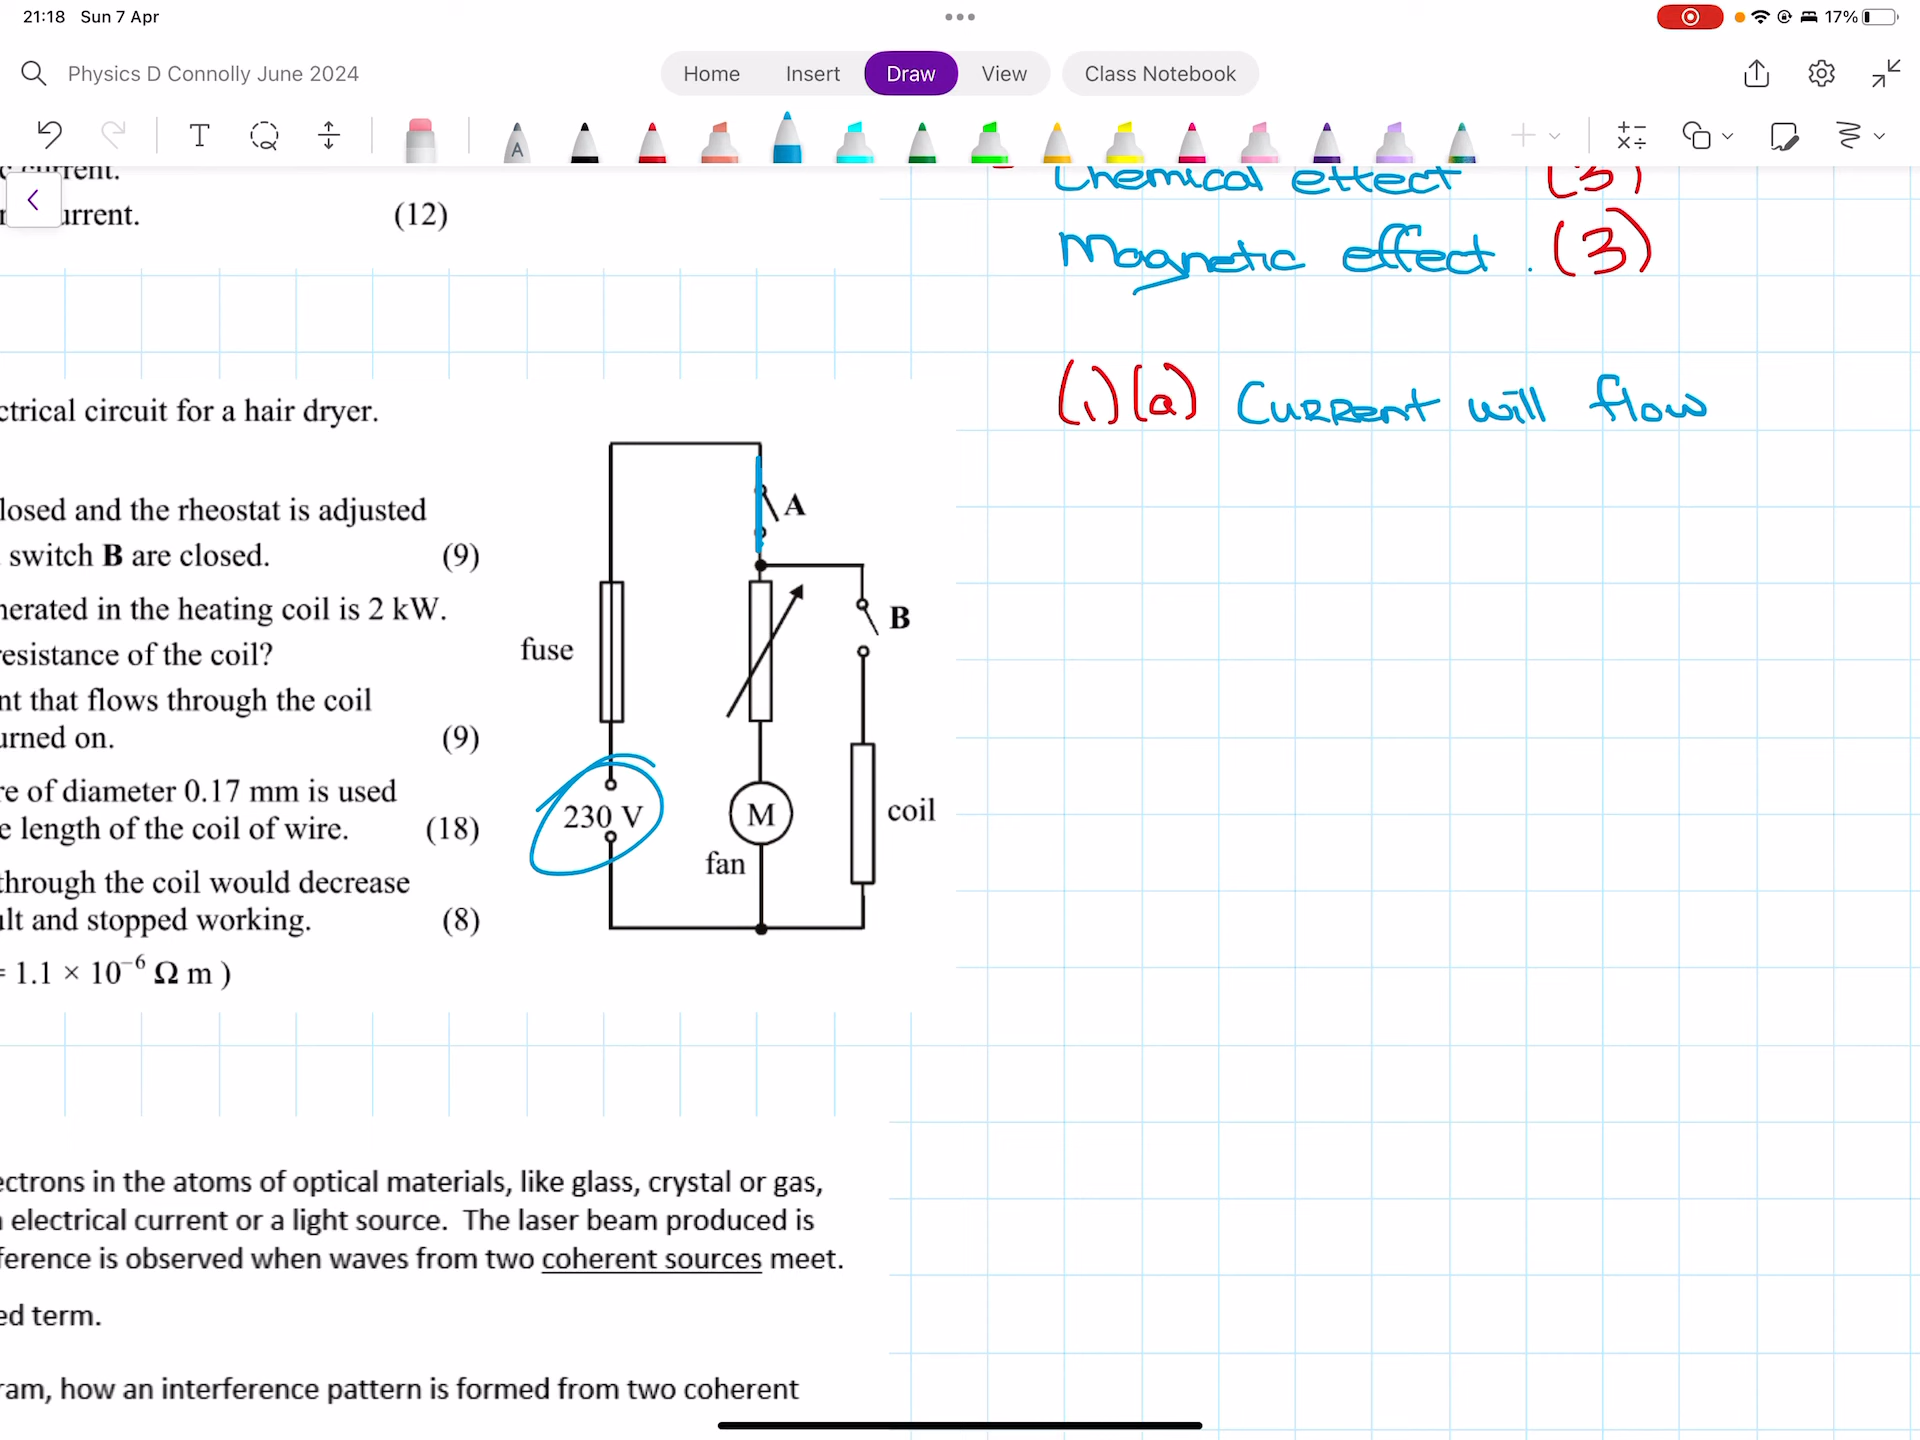 21:18 Sun 7 Apr
17%
Physics D Connolly June 2024
Home Insert Draw View Class Notebook
T
A
current.
urrent. (12)
Chemical effect (3)
Magnetic effect. (3)
(i)(a) Current will flow
ctrical circuit for a hair dryer.
losed and the rheostat is adjusted
switch B are closed. (9)
nerated in the heating coil is 2 kW.
resistance of the coil?
nt that flows through the coil
urned on. (9)
re of diameter 0.17 mm is used
e length of the coil of wire. (18)
through the coil would decrease
ult and stopped working. (8)
= 1.1 × 10⁻⁶ Ω m )
A
B
fuse
230 V
M
fan
coil
ectrons in the atoms of optical materials, like glass, crystal or gas,
electrical current or a light source. The laser beam produced is
ference is observed when waves from two coherent sources meet.
ed term.
ram, how an interference pattern is formed from two coherent